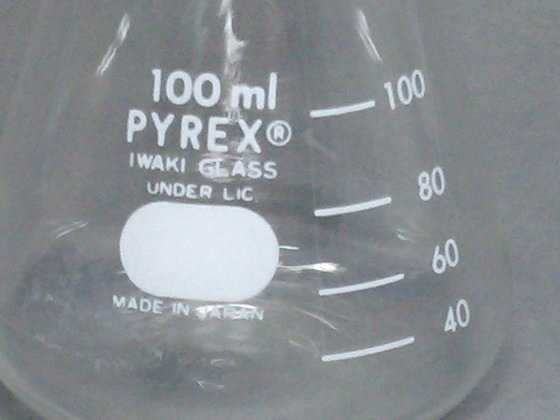 100 ml
PYREX®
IWAKI GLASS
UNDER LIC.
MADE IN JAPAN
100
80
60
40